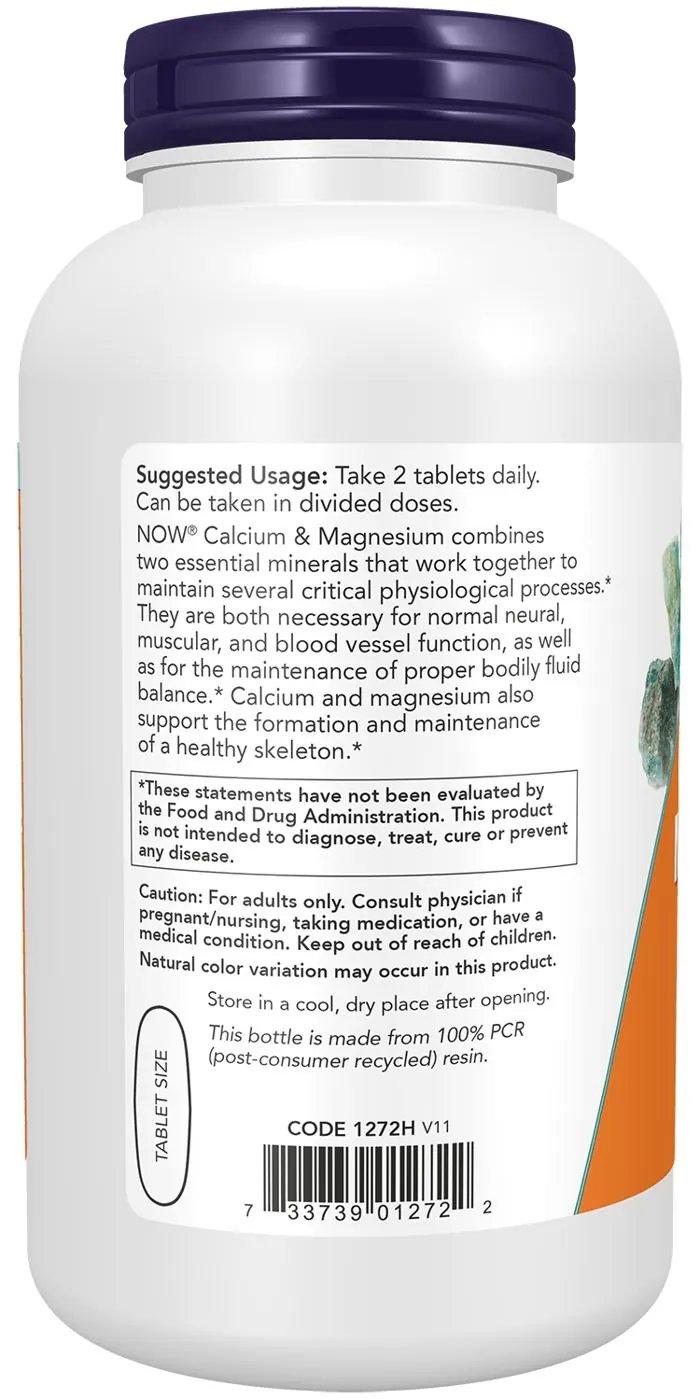 Suggested Usage: Take 2 tablets daily.
Can be taken in divided doses.
NOW® Calcium & Magnesium combines
two essential minerals that work together to
maintain several critical physiological processes.*
They are both necessary for normal neural,
muscular, and blood vessel function, as well
as for the maintenance of proper bodily fluid
balance.* Calcium and magnesium also
support the formation and maintenance
of a healthy skeleton.*
*These statements have not been evaluated by
the Food and Drug Administration. This product
is not intended to diagnose, treat, cure or prevent
any disease.
Caution: For adults only. Consult physician if
pregnant/nursing, taking medication, or have a
medical condition. Keep out of reach of children.
Natural color variation may occur in this product.
Store in a cool, dry place after opening.
This bottle is made from 100% PCR
(post-consumer recycled) resin.
TABLET SIZE
CODE 1272H V11
7 33739 01272 2